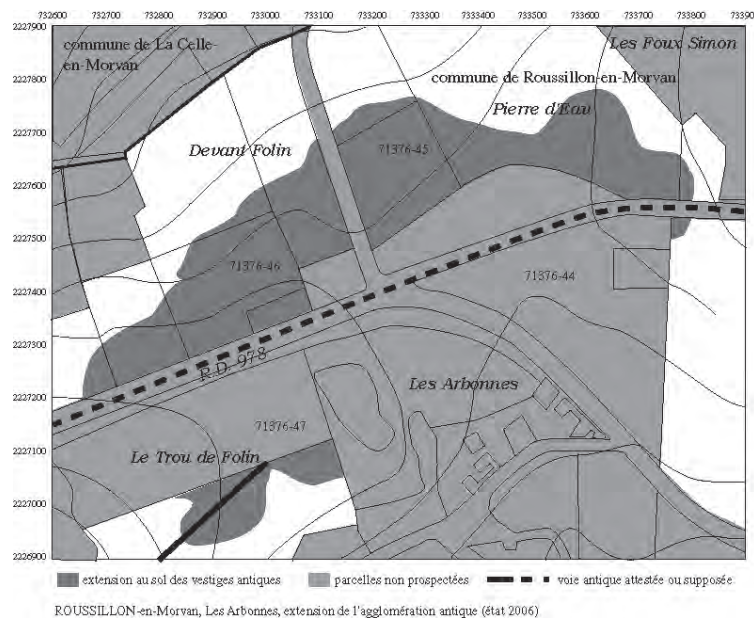 732600 732700 732800 732900 733000 733100 733200 733300 733400 733500 733600 733700 733800 73390
2227900
2227800
2227700
2227600
2227500
2227400
2227300
2227200
2227100
2227000
2226900
commune de La Celle-
en-Morvan
Les Foux Simon
commune de Roussillon-en-Morvan
Pierre d'Eau
Devant Folin
71376-45
71376-46
71376-44
R.D. 978
Les Arbonnes
71376-47
Le Trou de Folin
extension au sol des vestiges antiques parcelles non prospectées voie antique attestée ou supposée
ROUSSILLON-en-Morvan, Les Arbonnes, extension de l'agglomération antique (état 2006)